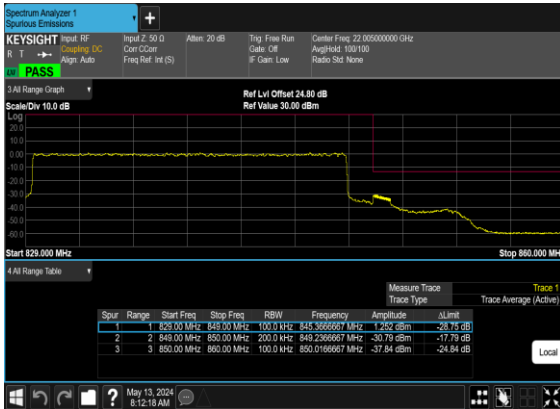 Spectrum Analyzer 1
Spurious Emissions
+
KEYSIGHT Input: RF Input Z: 50 Ω Atten: 20 dB Trig: Free Run Center Freq: 22.005000000 GHz
R T Coupling: DC Corr CCorr Gate: Off Avg|Hold: 100/100
Align: Auto Freq Ref: Int (S) IF Gain: Low Radio Std: None
PASS
3 All Range Graph
Ref Lvl Offset 24.80 dB
Scale/Div 10.0 dB Ref Value 30.00 dBm
Log
20.0
10.0
0.00
-10.0
-20.0
-30.0
-40.0
-50.0
-60.0
Start 829.000 MHz Stop 860.000 MH
4 All Range Table
Measure Trace Trace 1
Trace Type Trace Average (Active)
Spur Range Start Freq Stop Freq RBW Frequency Amplitude ΔLimit
1 1 829.00 MHz 849.00 MHz 100.0 kHz 845.3666667 MHz 1.252 dBm -28.75 dB
2 2 849.00 MHz 850.00 MHz 200.0 kHz 849.2366667 MHz -30.79 dBm -17.79 dB
3 3 850.00 MHz 860.00 MHz 100.0 kHz 850.0166667 MHz -37.84 dBm -24.84 dB
Local
? May 13, 2024
8:12:18 AM